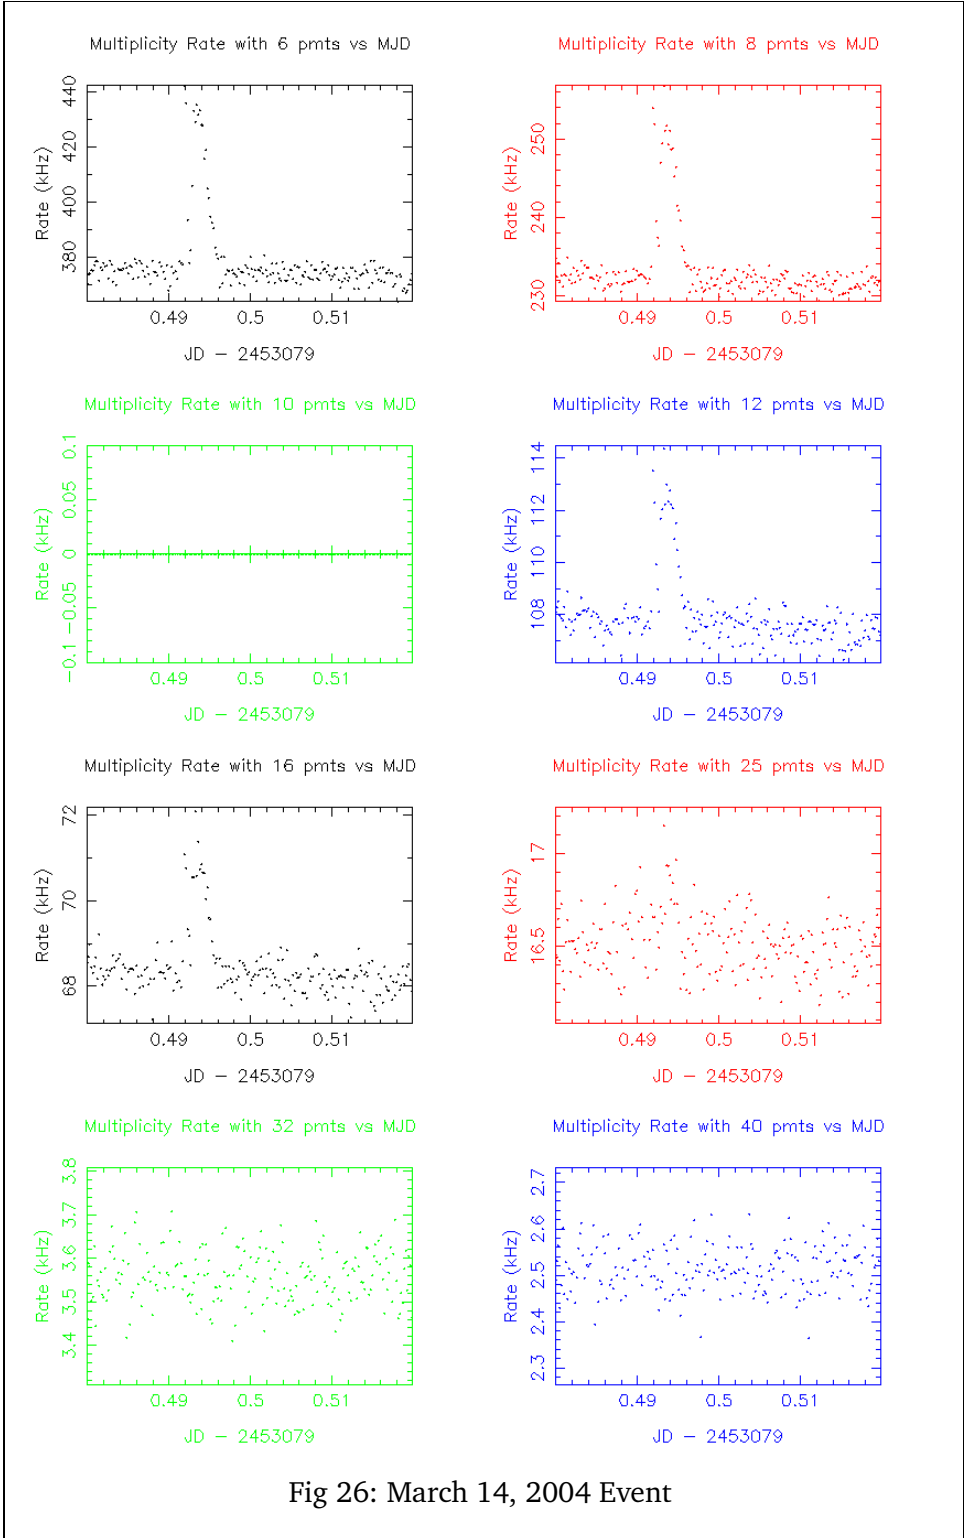 Multiplicity Rate with 6 pmts vs MJD
Rate (kHz)
440
420
400
380
0.49 0.5 0.51
JD − 2453079
Multiplicity Rate with 8 pmts vs MJD
Rate (kHz)
250
240
230
0.49 0.5 0.51
JD − 2453079
Multiplicity Rate with 10 pmts vs MJD
Rate (kHz)
0.1
0.05
0
−0.05
−0.1
0.49 0.5 0.51
JD − 2453079
Multiplicity Rate with 12 pmts vs MJD
Rate (kHz)
114
112
110
108
0.49 0.5 0.51
JD − 2453079
Multiplicity Rate with 16 pmts vs MJD
Rate (kHz)
72
70
68
0.49 0.5 0.51
JD − 2453079
Multiplicity Rate with 25 pmts vs MJD
Rate (kHz)
17
16.5
0.49 0.5 0.51
JD − 2453079
Multiplicity Rate with 32 pmts vs MJD
Rate (kHz)
3.8
3.7
3.6
3.5
3.4
0.49 0.5 0.51
JD − 2453079
Multiplicity Rate with 40 pmts vs MJD
Rate (kHz)
2.7
2.6
2.5
2.4
2.3
0.49 0.5 0.51
JD − 2453079
Fig 26: March 14, 2004 Event